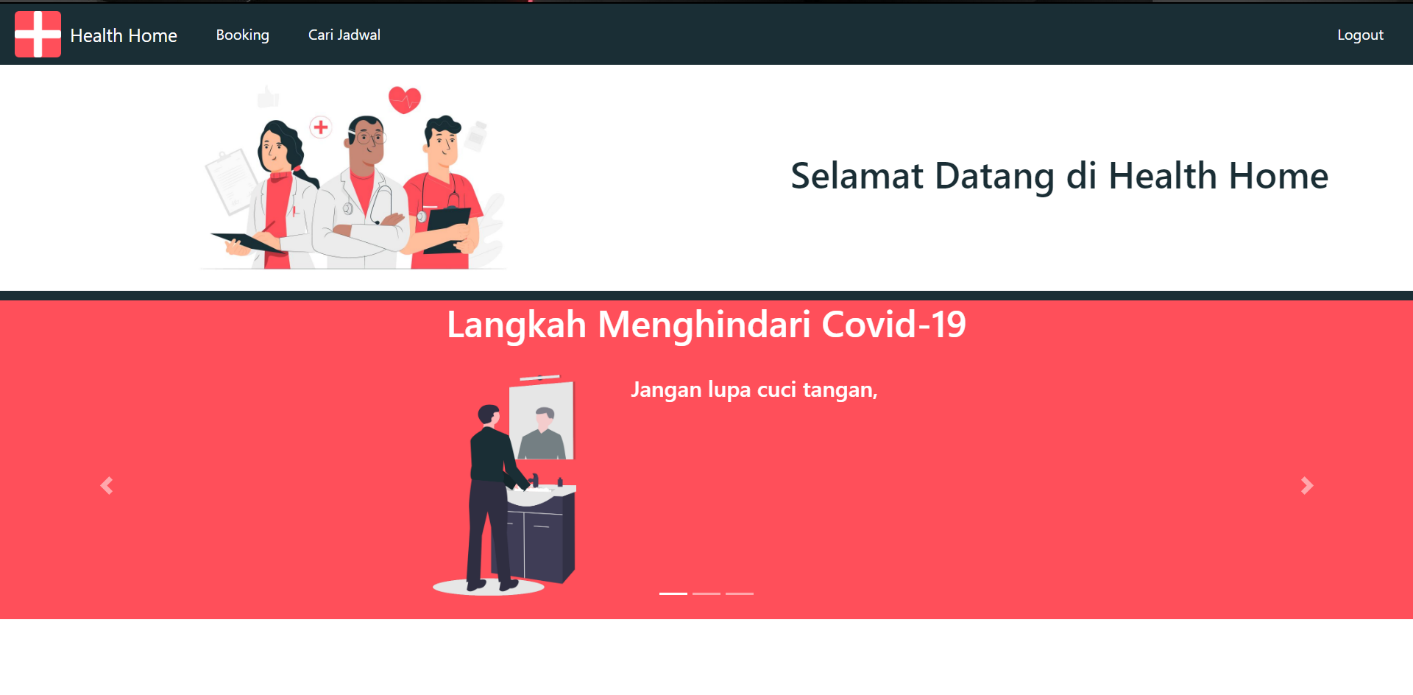 Health Home
Booking
Cari Jadwal
Logout
Selamat Datang di Health Home
Langkah Menghindari Covid-19
Jangan lupa cuci tangan,